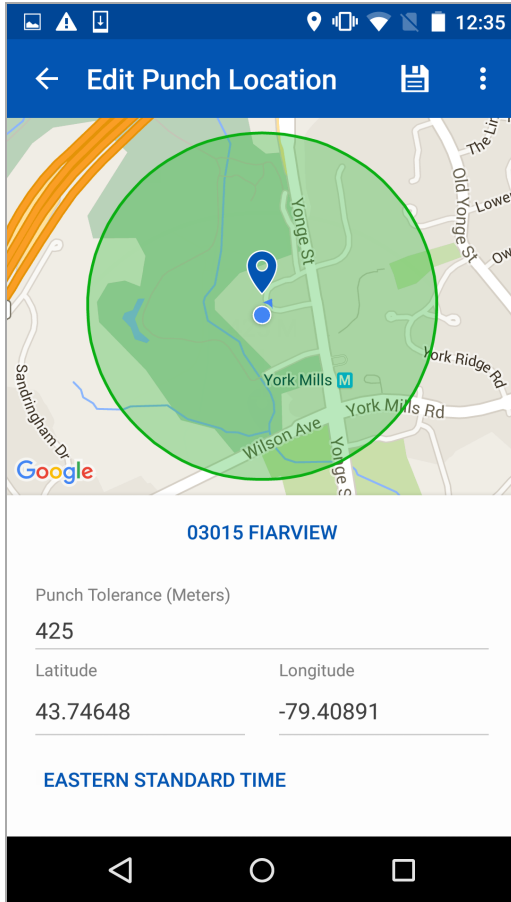 12:35
Edit Punch Location
The Lin
Old Yonge St
Lowe
Ow
Yonge St
York Ridge Rd
York Mills M
York Mills Rd
Sandringham Dr
Wilson Ave
Yonge S
Google
03015 FIARVIEW
Punch Tolerance (Meters)
425
Latitude
Longitude
43.74648
-79.40891
EASTERN STANDARD TIME